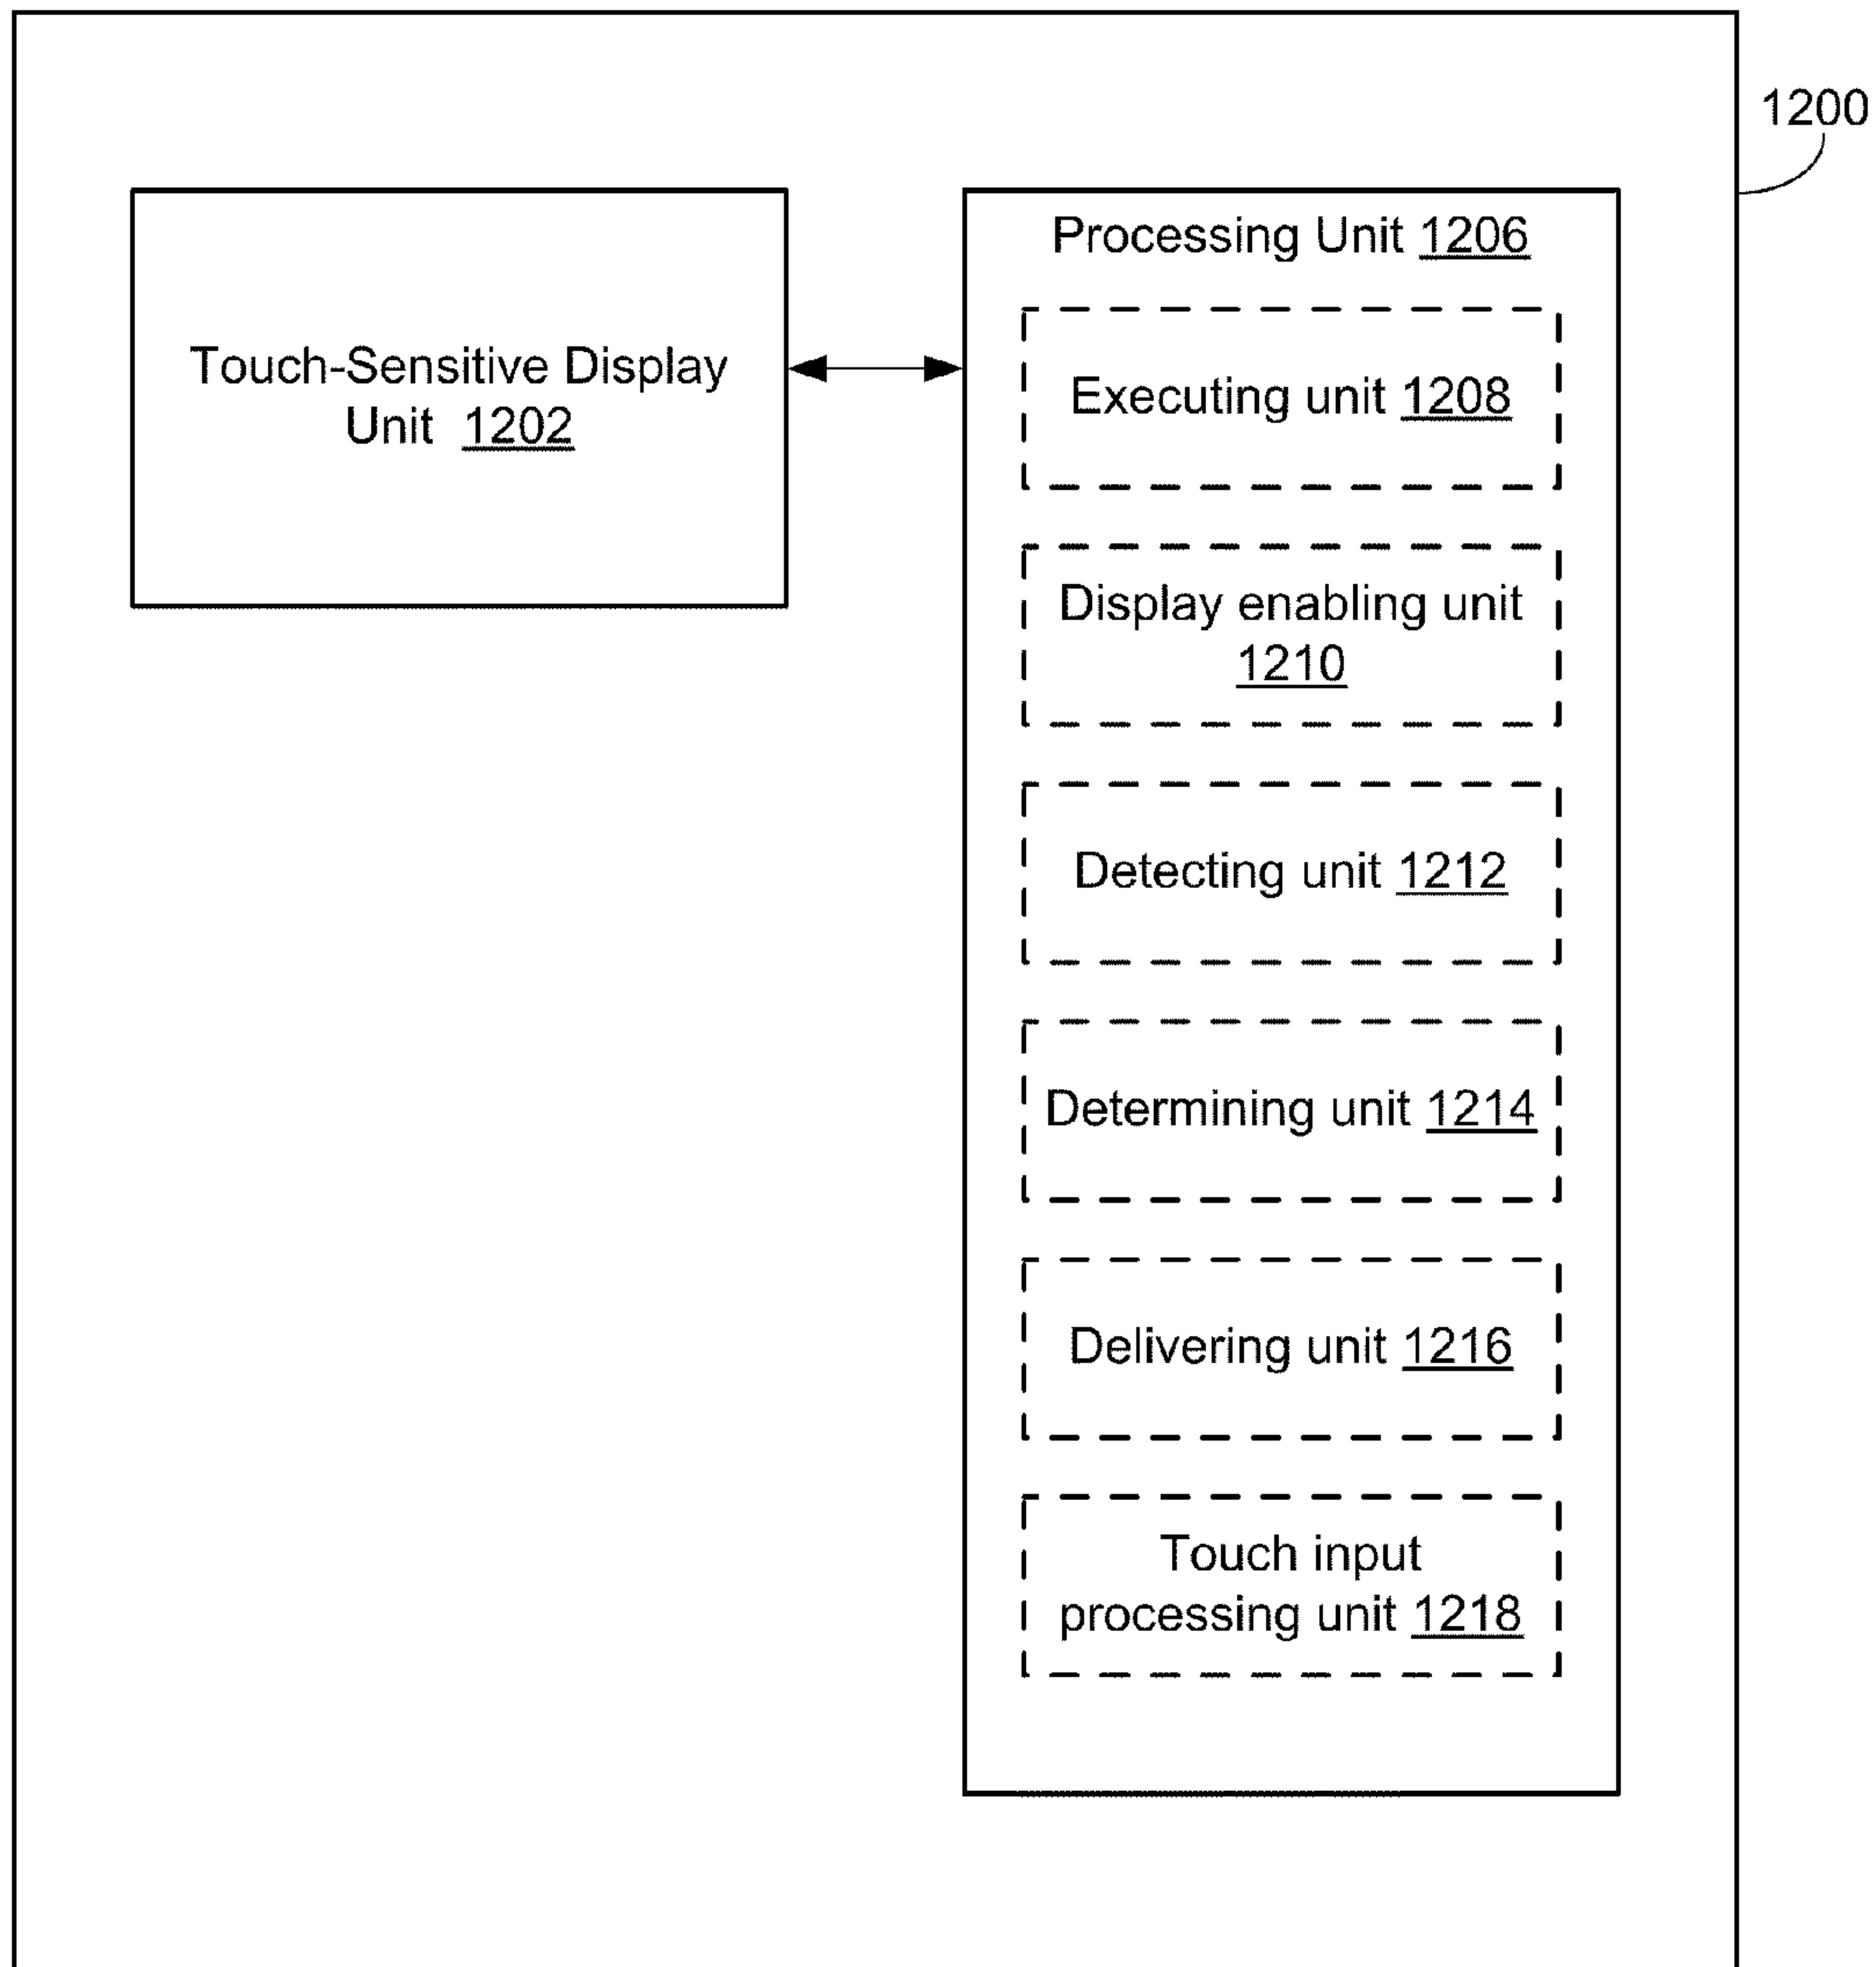 1200
Touch-Sensitive Display
Unit 1202
Processing Unit 1206
Executing unit 1208
Display enabling unit
1210
Detecting unit 1212
Determining unit 1214
Delivering unit 1216
Touch input
processing unit 1218